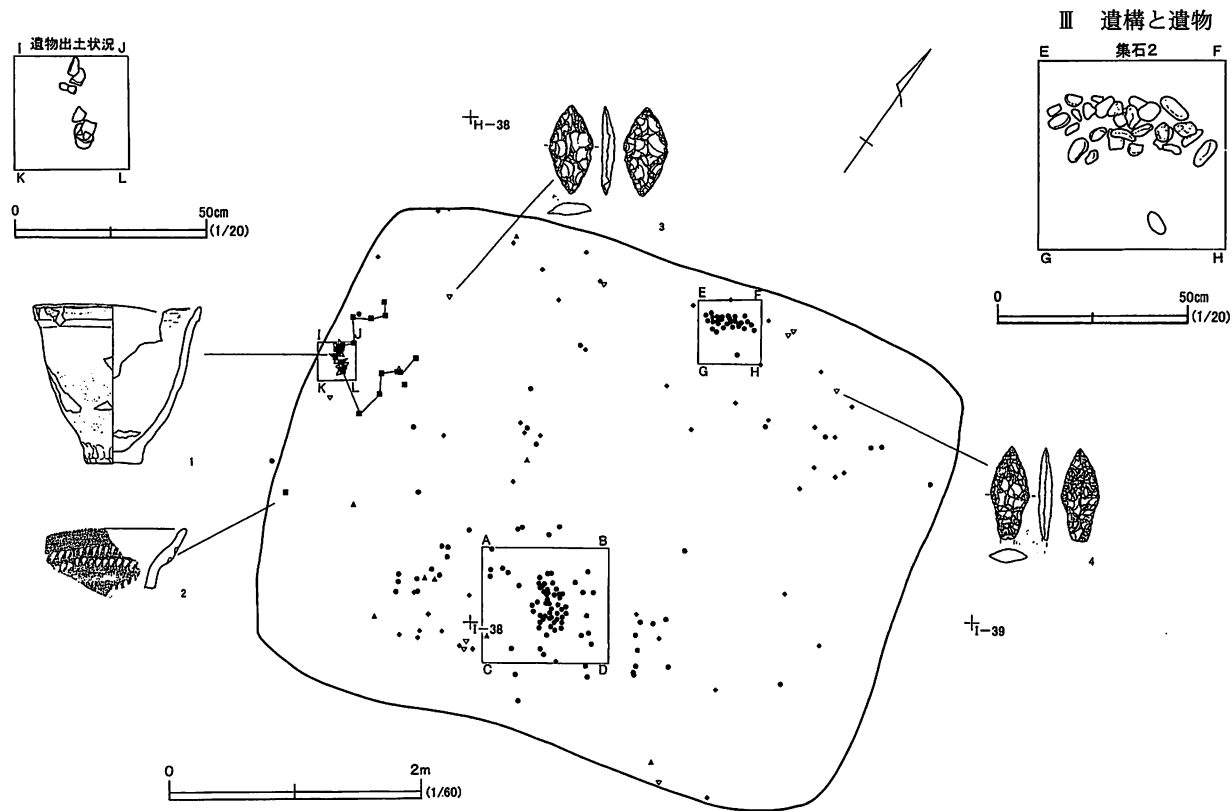 Ⅲ 遺構と遺物
I 遺物出土状況 J
K L
0 50cm
(1/20)
H-38
3
E 集石2 F
G H
0 50cm
(1/20)
E F
G H
I J
K L
1
2
4
A B
I-38
C D
I-39
0 2m
(1/60)